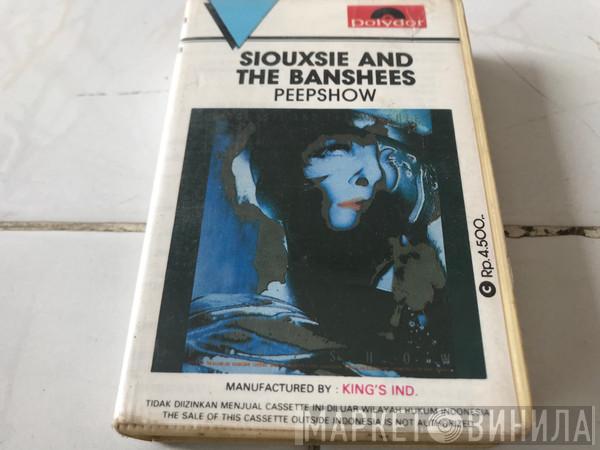 polydor
SIOUXSIE AND
THE BANSHEES
PEEPSHOW
SHOW
C Rp.4.500,.
MANUFACTURED BY : KING'S IND.
TIDAK DIIZINKAN MENJUAL CASSETTE INI DILUAR WILAYAH HUKUM INDONESIA
THE SALE OF THIS CASSETTE OUTSIDE INDONESIA IS NOT AUTHORIZED
МАРКЕТ ВИНИЛА